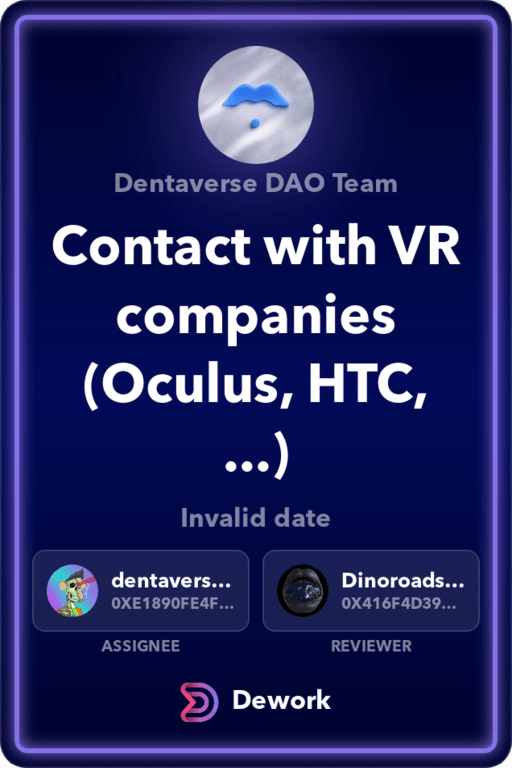 Dentaverse DAO Team
Contact with VR
companies
(Oculus, HTC,
...)
Invalid date
dentavers...
0XE1890FE4F...
ASSIGNEE
Dinoroads...
0X416F4D39...
REVIEWER
Dework